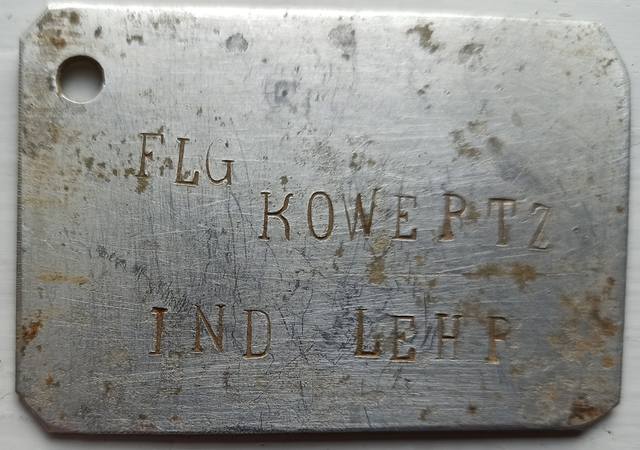 FLG
KOWERTZ
IND LEHR